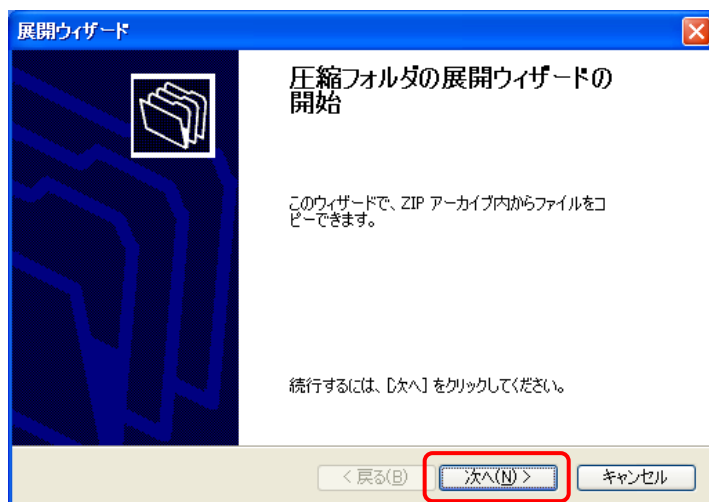 展開ウィザード
圧縮フォルダの展開ウィザードの
開始
このウィザードで、ZIP アーカイブ内からファイルをコ
ピーできます。
続行するには、[次へ] をクリックしてください。
< 戻る(B)
次へ(N) >
キャンセル